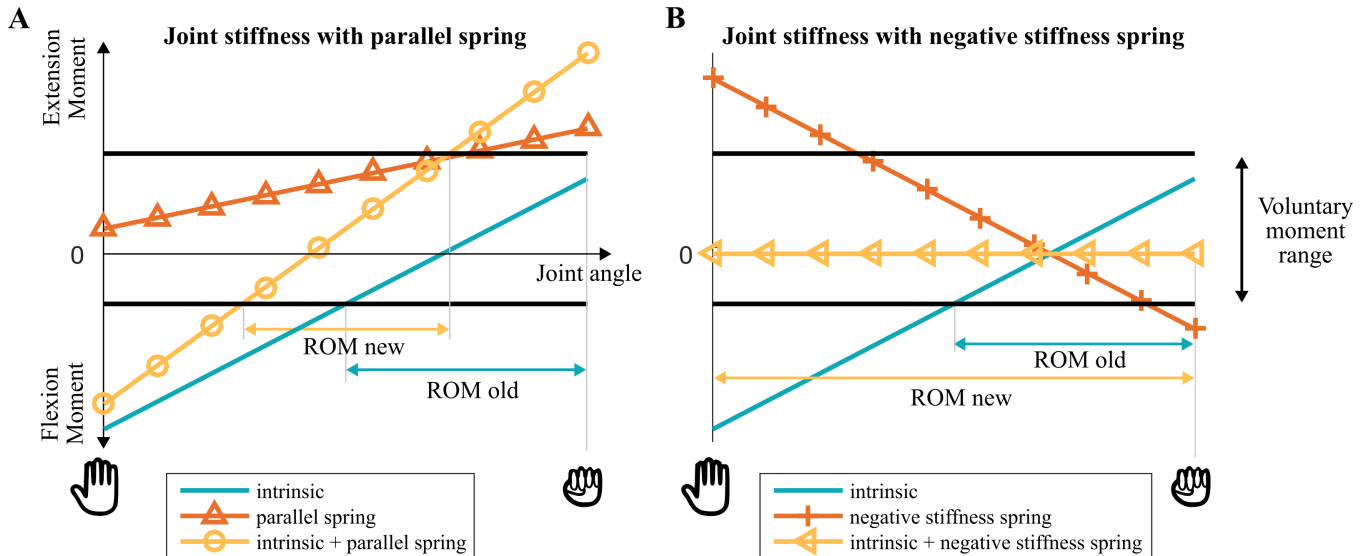 A
Joint stiffness with parallel spring
Extension
Moment
0
Joint angle
ROM new
ROM old
Flexion
Moment
intrinsic
parallel spring
intrinsic + parallel spring
B
Joint stiffness with negative stiffness spring
0
Voluntary
moment
range
ROM old
ROM new
intrinsic
negative stiffness spring
intrinsic + negative stiffness spring